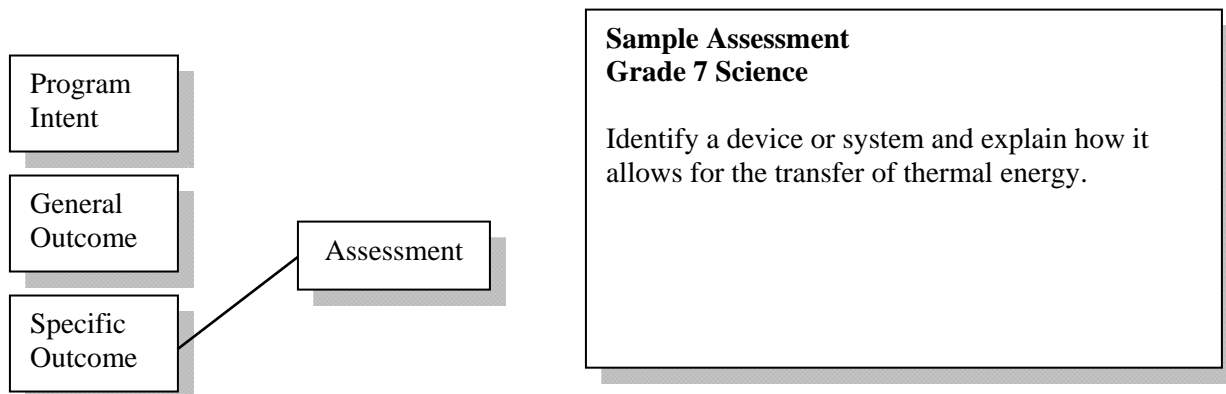 Program
Intent
General
Outcome
Specific
Outcome
Assessment
Sample Assessment
Grade 7 Science
Identify a device or system and explain how it
allows for the transfer of thermal energy.